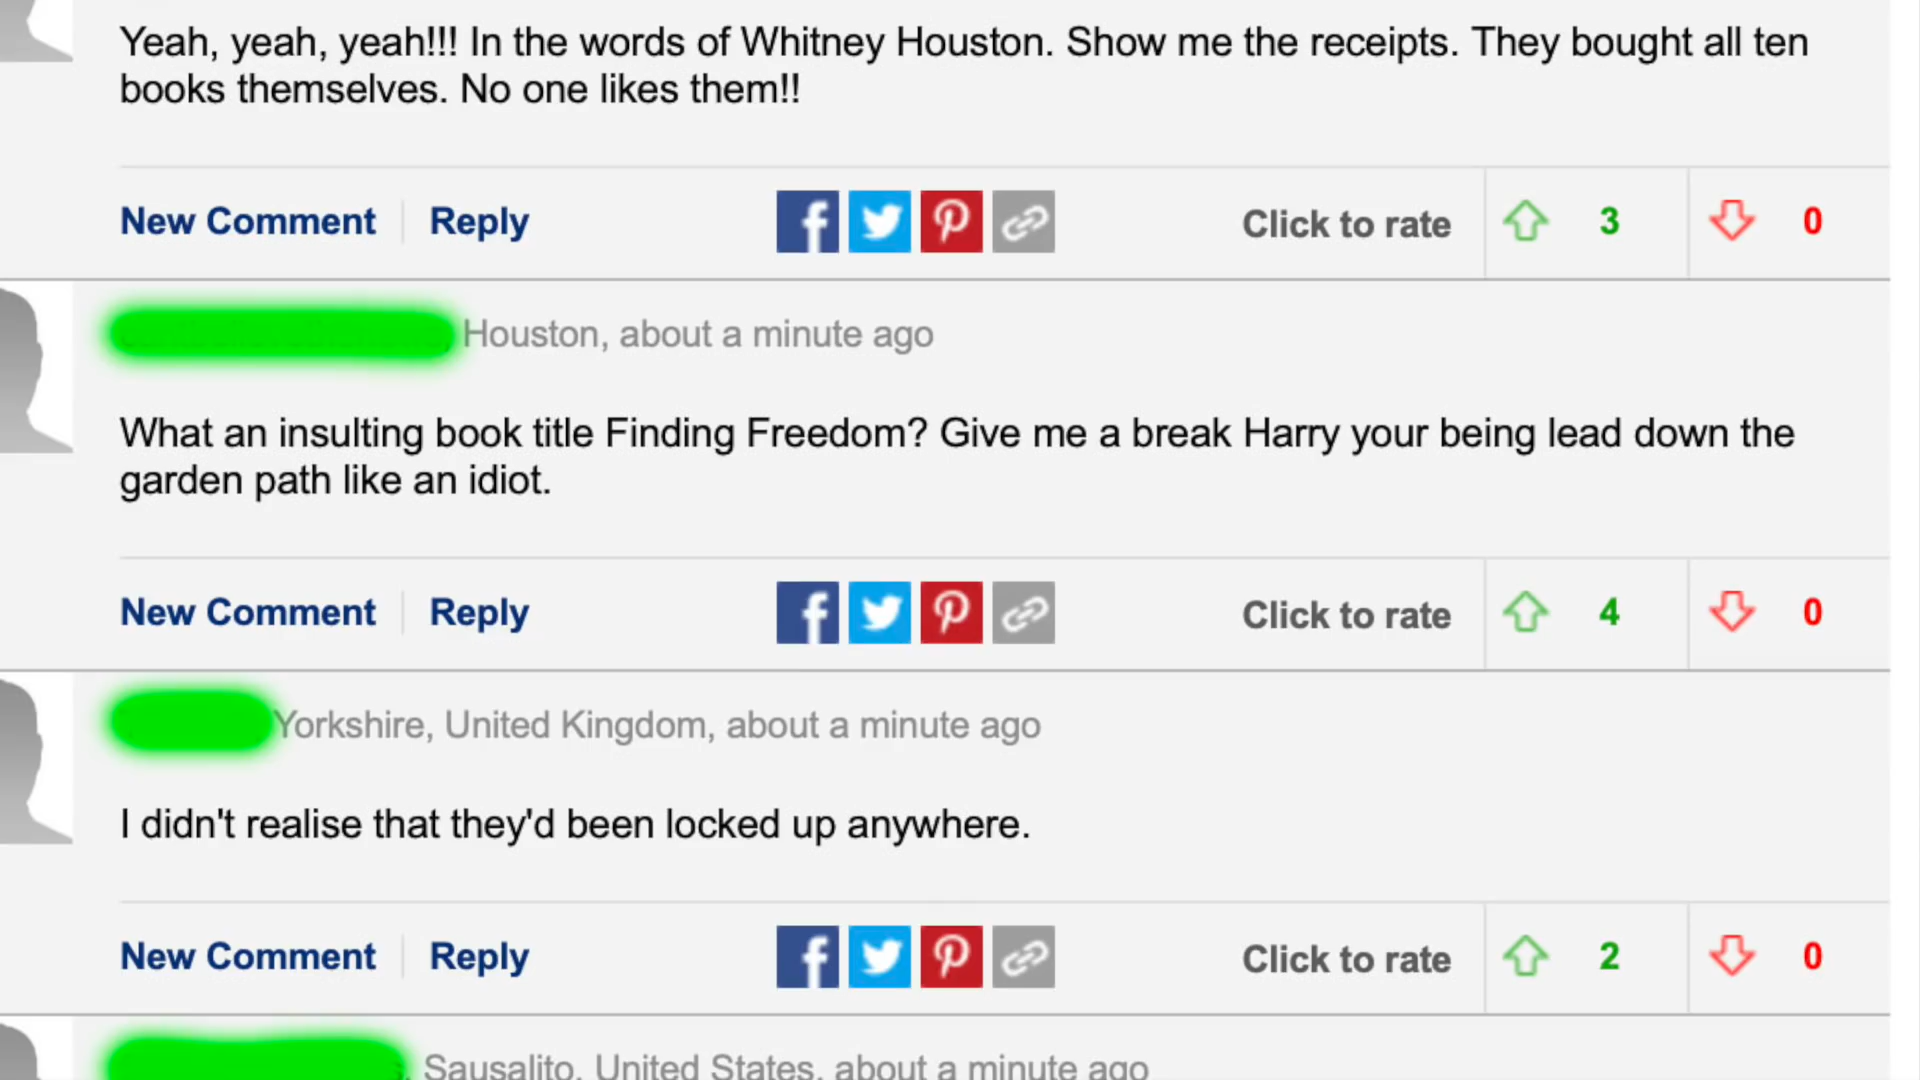 Yeah, yeah, yeah!!! In the words of Whitney Houston. Show me the receipts. They bought all ten
books themselves. No one likes them!!
New Comment Reply Click to rate 3 0
Houston, about a minute ago
What an insulting book title Finding Freedom? Give me a break Harry your being lead down the
garden path like an idiot.
New Comment Reply Click to rate 4 0
Yorkshire, United Kingdom, about a minute ago
I didn't realise that they'd been locked up anywhere.
New Comment Reply Click to rate 2 0
Sausalito, United States, about a minute ago